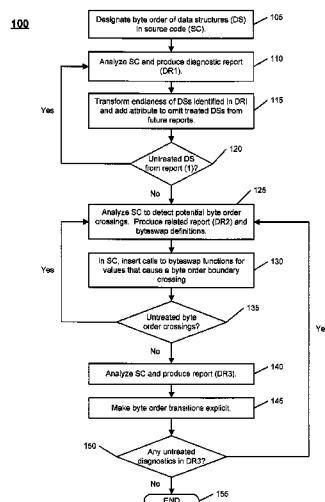 100
Designate byte order of data structures (DS)
in source code (SC).
105
Analyze SC and produce diagnostic report
(DR1).
110
Transform endianess of DSs identified in DRI
and add attribute to omit treated DSs from
future reports.
115
Yes
Untreated DS
from report (1)?
120
No
125
Analyze SC to detect potential byte order
crossings. Produce related report (DR2) and
byteswap definitions.
In SC, insert calls to byteswap functions for
values that cause a byte order boundary
crossing
130
Yes
Untreated byte
order crossings?
135
Yes
No
Analyze SC and produce report (DR3).
140
Make byte order transitions explicit.
145
150
Any untreated
diagnostics in DR3?
No
END
155